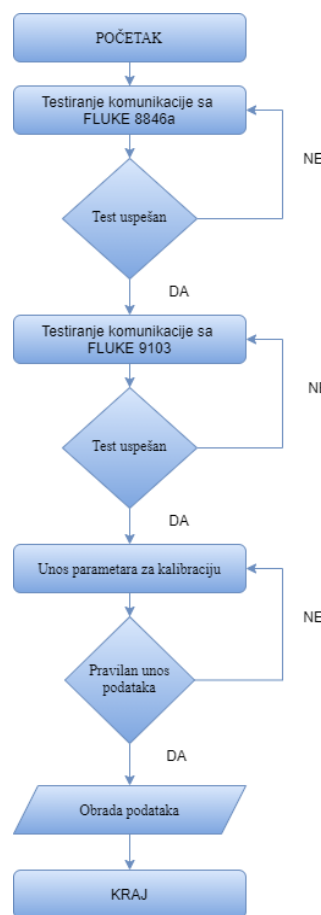 POČETAK
Testiranje komunikacije sa
FLUKE 8846a
NE
Test uspešan
DA
Testiranje komunikacije sa
FLUKE 9103
NE
Test uspešan
DA
Unos parametara za kalibraciju
NE
Pravilan unos
podataka
DA
Obrada podataka
KRAJ